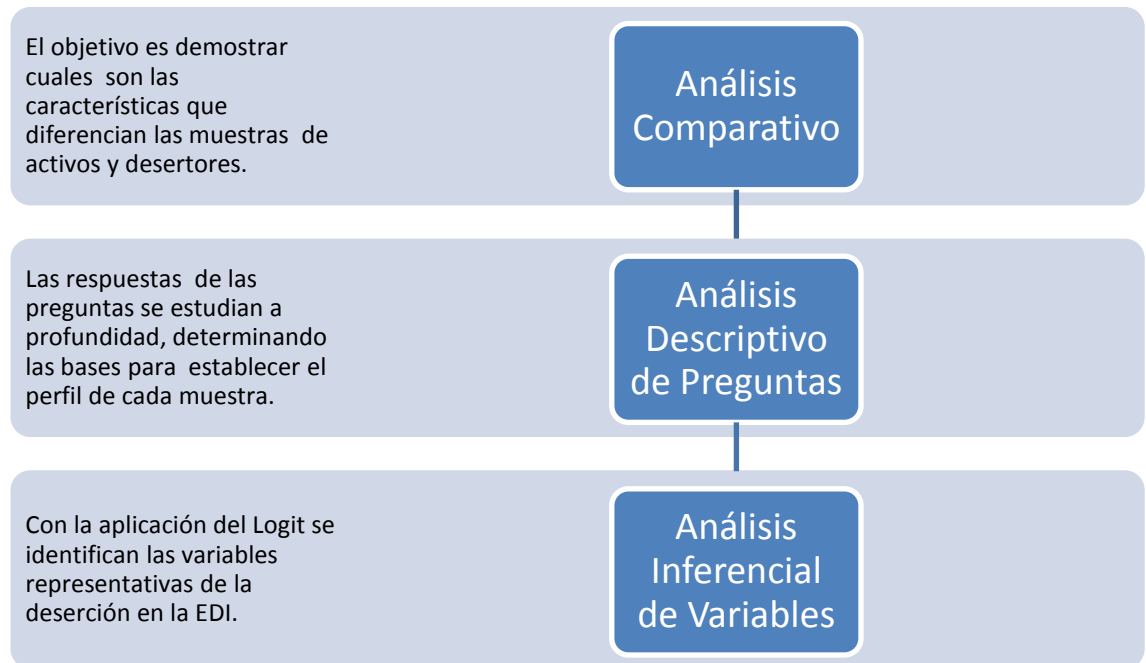 El objetivo es demostrar
cuales son las
características que
diferencian las muestras de
activos y desertores.
Análisis
Comparativo
Las respuestas de las
preguntas se estudian a
profundidad, determinando
las bases para establecer el
perfil de cada muestra.
Análisis
Descriptivo
de Preguntas
Con la aplicación del Logit se
identifican las variables
representativas de la
deserción en la EDI.
Análisis
Inferencial
de Variables